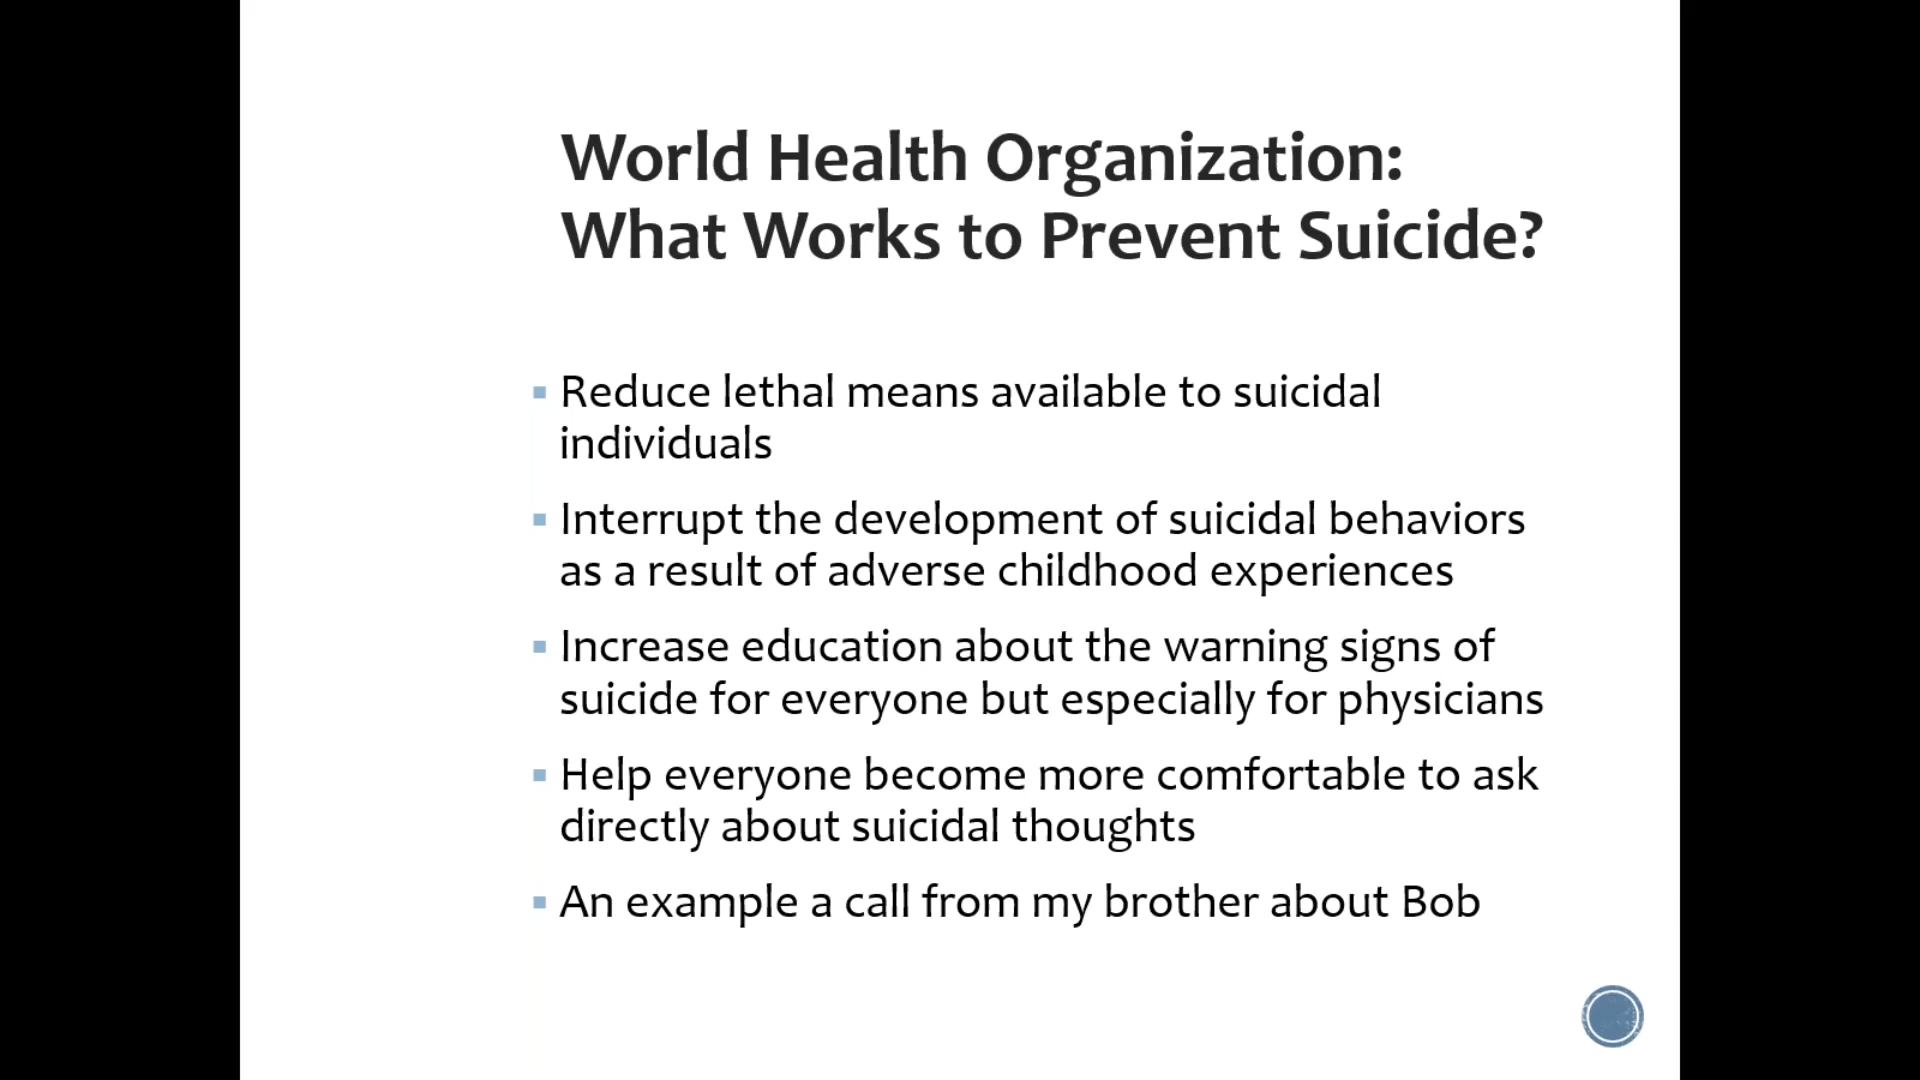 World Health Organization:
What Works to Prevent Suicide?
Reduce lethal means available to suicidal
individuals
Interrupt the development of suicidal behaviors
as a result of adverse childhood experiences
Increase education about the warning signs of
suicide for everyone but especially for physicians
Help everyone become more comfortable to ask
directly about suicidal thoughts
An example a call from my brother about Bob